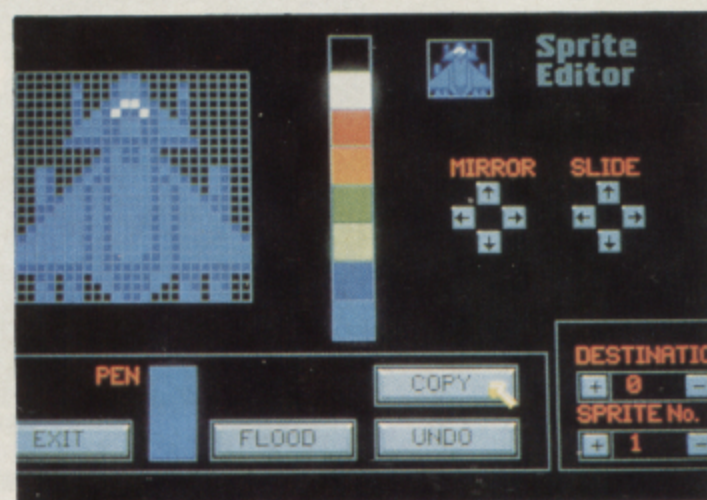 Sprite
Editor
MIRROR SLIDE
PEN
COPY
EXIT
FLOOD
UNDO
DESTINATIO
+ 0 -
SPRITE No.
+ 1 -